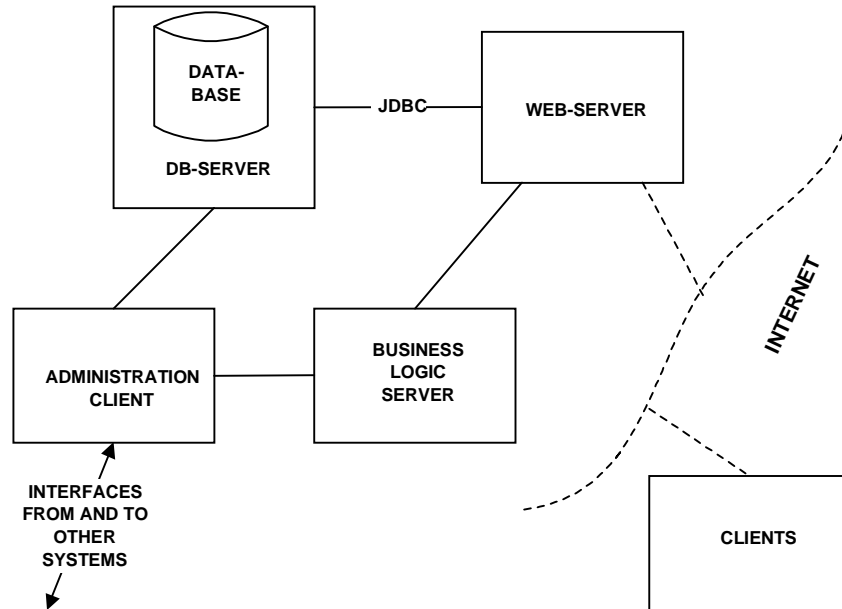 DATA-
BASE
DB-SERVER
JDBC
WEB-SERVER
INTERNET
ADMINISTRATION
CLIENT
BUSINESS
LOGIC
SERVER
INTERFACES
FROM AND TO
OTHER
SYSTEMS
CLIENTS